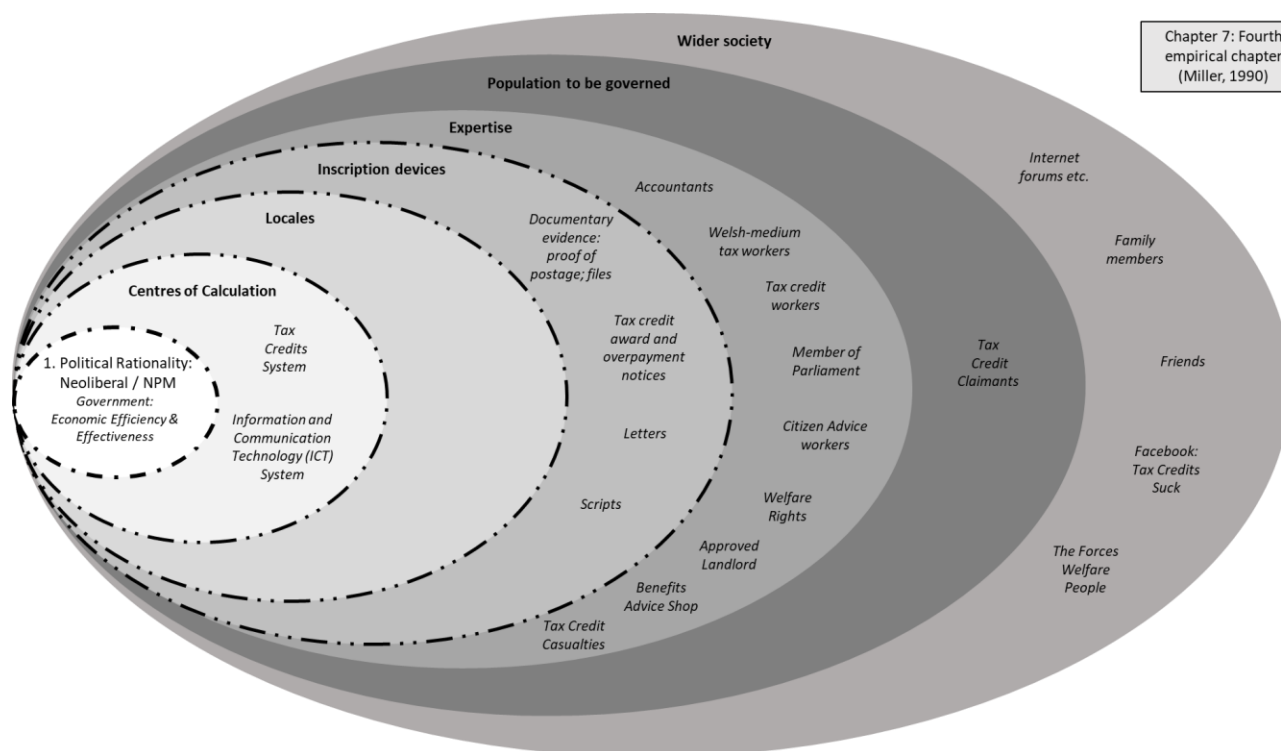 Wider society
Chapter 7: Fourth
empirical chapter
(Miller, 1990)
Population to be governed
Expertise
Inscription devices
Locales
Centres of Calculation
1. Political Rationality:
Neoliberal / NPM
Government:
Economic Efficiency &
Effectiveness
Tax
Credits
System
Information and
Communication
Technology (ICT)
System
Documentary
evidence:
proof of
postage; files
Tax credit
award and
overpayment
notices
Letters
Scripts
Accountants
Welsh-medium
tax workers
Tax credit
workers
Member of
Parliament
Citizen Advice
workers
Welfare
Rights
Approved
Landlord
Benefits
Advice Shop
Tax Credit
Casualties
Tax
Credit
Claimants
Internet
forums etc.
Family
members
Friends
Facebook:
Tax Credits
Suck
The Forces
Welfare
People